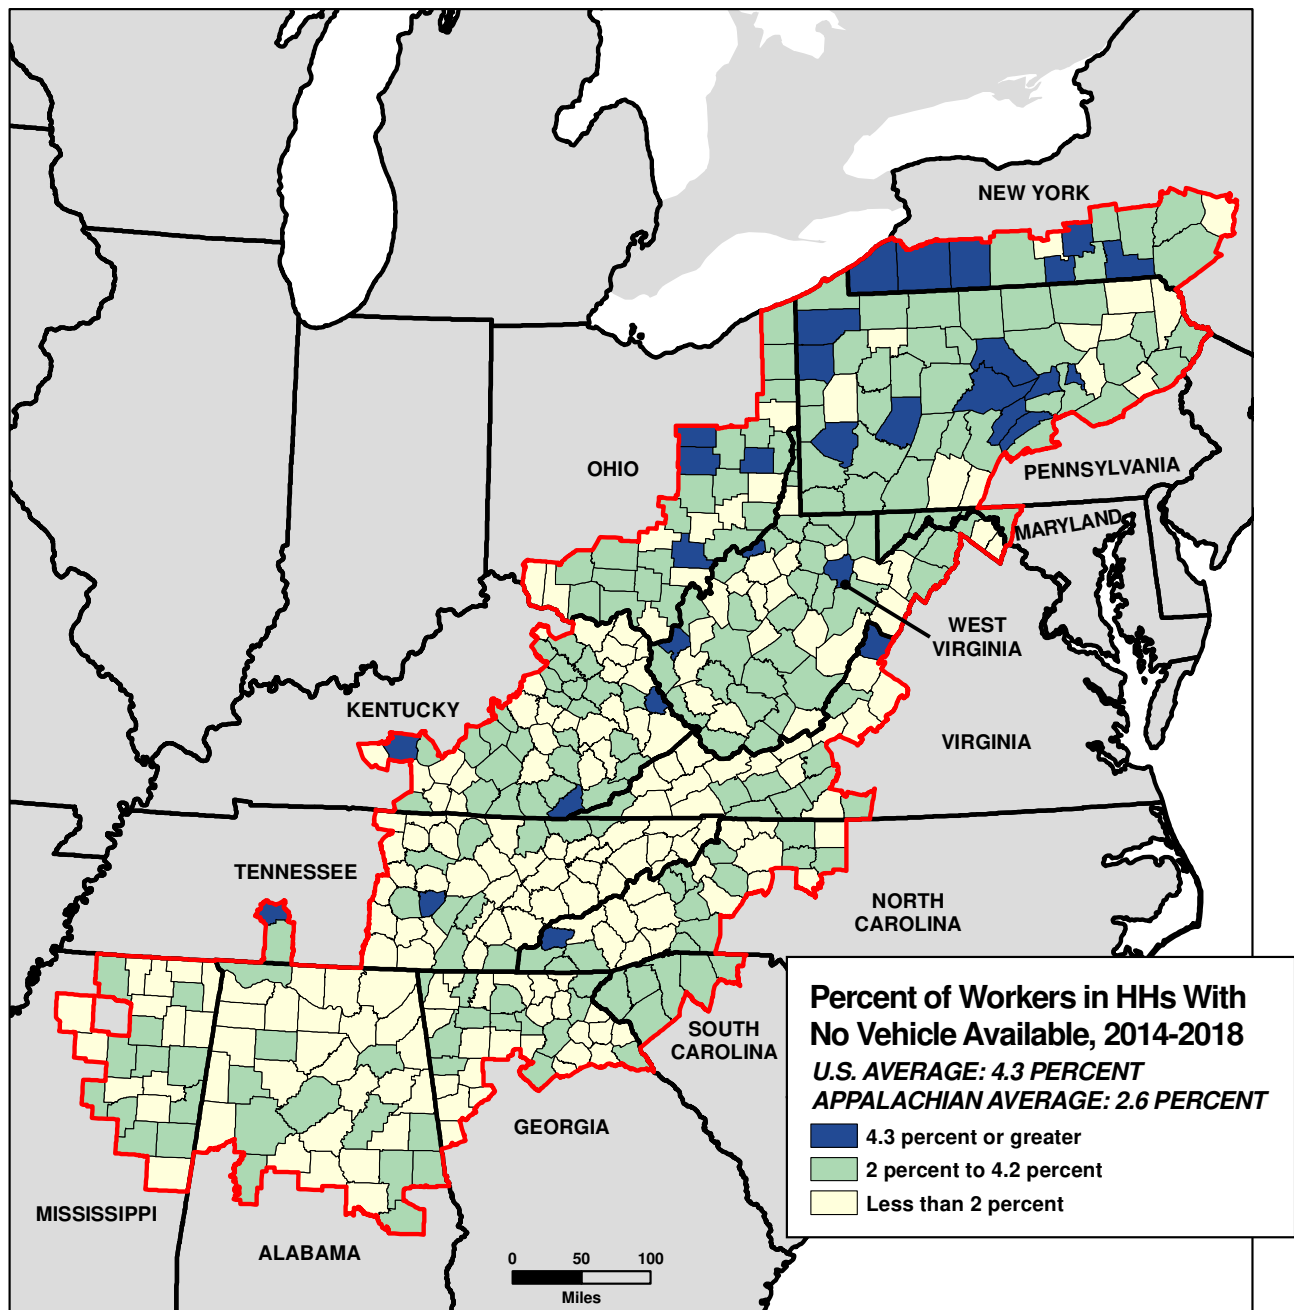 NEW YORK
OHIO
PENNSYLVANIA
MARYLAND
WEST
VIRGINIA
KENTUCKY
VIRGINIA
TENNESSEE
NORTH
CAROLINA
SOUTH
CAROLINA
GEORGIA
MISSISSIPPI
ALABAMA
Percent of Workers in HHs With
No Vehicle Available, 2014-2018
U.S. AVERAGE: 4.3 PERCENT
APPALACHIAN AVERAGE: 2.6 PERCENT
4.3 percent or greater
2 percent to 4.2 percent
Less than 2 percent
0 50 100
Miles